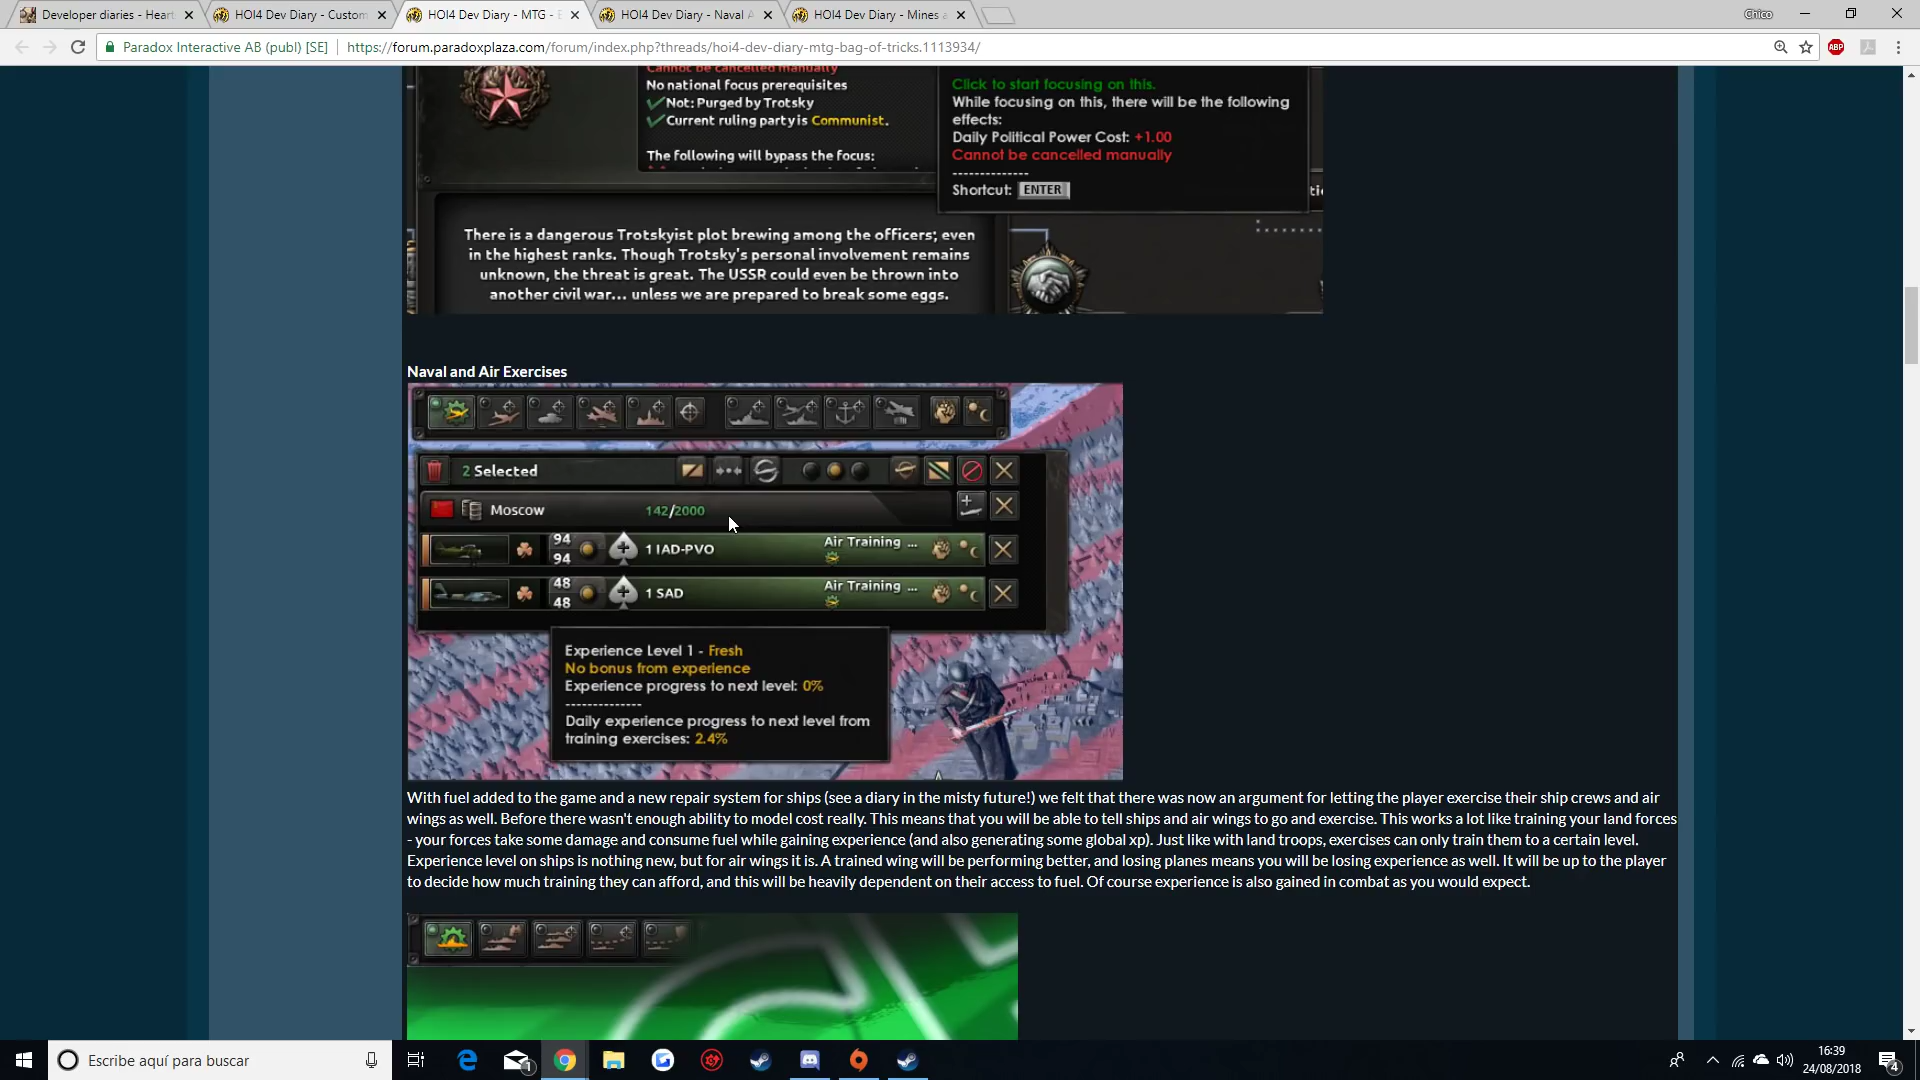 Developer diaries - Heart
HOI4 Dev Diary - Custom
HOI4 Dev Diary - MTG -
HOI4 Dev Diary - Naval A
HOI4 Dev Diary - Mines a
Chico
Paradox Interactive AB (publ) [SE]
https://forum.paradoxplaza.com/forum/index.php?threads/hoi4-dev-diary-mtg-bag-of-tricks.1113934/
ABP
Cannot be cancelled manually
No national focus prerequisites
Not: Purged by Trotsky
Current ruling party is Communist.
The following will bypass the focus:
Click to start focusing on this.
While focusing on this, there will be the following
effects:
Daily Political Power Cost: +1.00
Cannot be cancelled manually
--------------
Shortcut: ENTER
There is a dangerous Trotskyist plot brewing among the officers; even
in the highest ranks. Though Trotsky's personal involvement remains
unknown, the threat is great. The USSR could even be thrown into
another civil war... unless we are prepared to break some eggs.
Naval and Air Exercises
2 Selected
Moscow 142/2000
94
94
1 IAD-PVO
Air Training ...
48
48
1 SAD
Air Training ...
Experience Level 1 - Fresh
No bonus from experience
Experience progress to next level: 0%
--------------
Daily experience progress to next level from
training exercises: 2.4%
With fuel added to the game and a new repair system for ships (see a diary in the misty future!) we felt that there was now an argument for letting the player exercise their ship crews and air
wings as well. Before there wasn't enough ability to model cost really. This means that you will be able to tell ships and air wings to go and exercise. This works a lot like training your land forces
- your forces take some damage and consume fuel while gaining experience (and also generating some global xp). Just like with land troops, exercises can only train them to a certain level.
Experience level on ships is nothing new, but for air wings it is. A trained wing will be performing better, and losing planes means you will be losing experience as well. It will be up to the player
to decide how much training they can afford, and this will be heavily dependent on their access to fuel. Of course experience is also gained in combat as you would expect.
Escribe aquí para buscar
1
16:39
24/08/2018
4